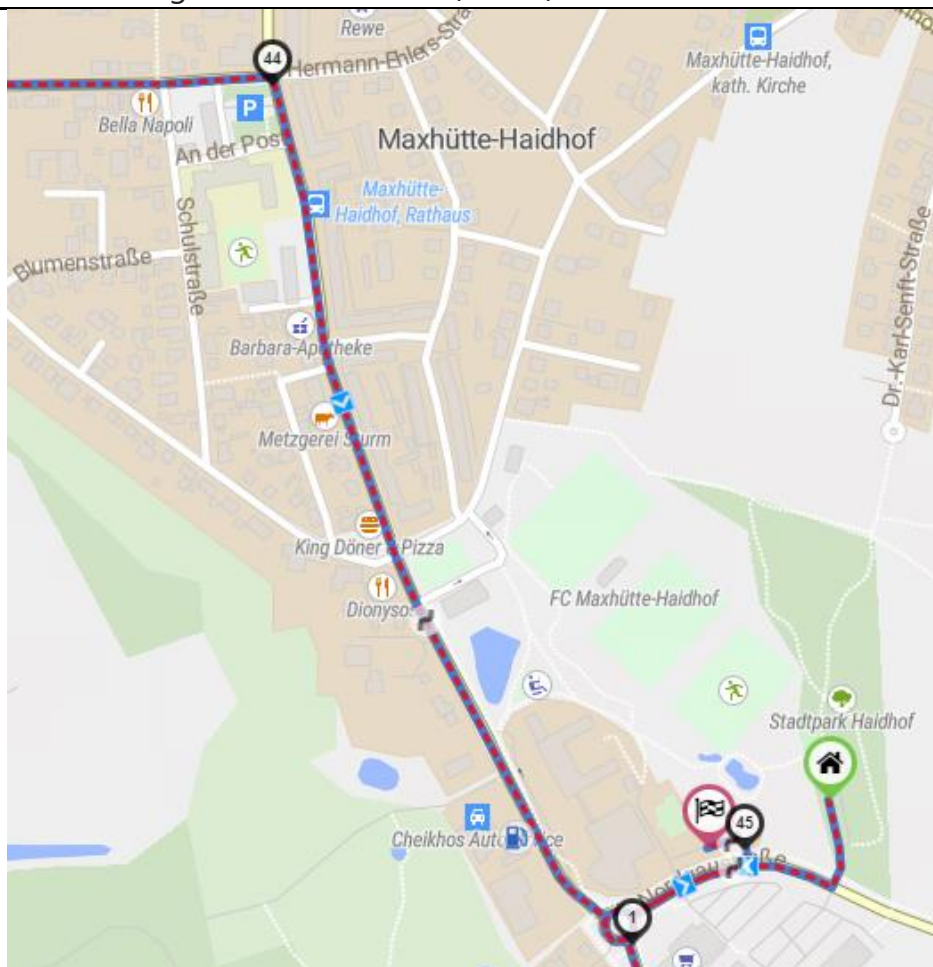 Rewe
44
Hermann-Ehlers-Stra
Maxhütte-Haidhof,
kath. Kirche
Bella Napoli
P
An der Post
Maxhütte-Haidhof
Maxhütte-
Haidhof, Rathaus
Schulstraße
Blumenstraße
Dr.-Karl-Senft-Straße
Barbara-Apotheke
Metzgerei Sturm
King Döner Pizza
Dionysos
FC Maxhütte-Haidhof
Stadtpark Haidhof
45
Cheikhos Auto
1